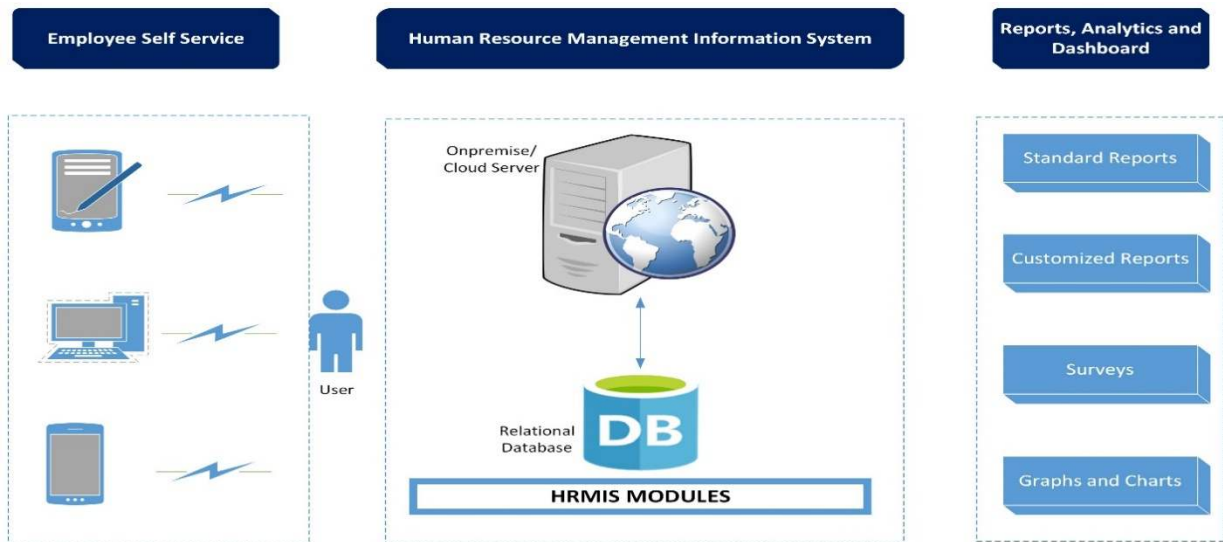 Employee Self Service
Human Resource Management Information System
Reports, Analytics and
Dashboard
Onpremise/
Cloud Server
User
Relational
Database
DB
HRMIS MODULES
Standard Reports
Customized Reports
Surveys
Graphs and Charts